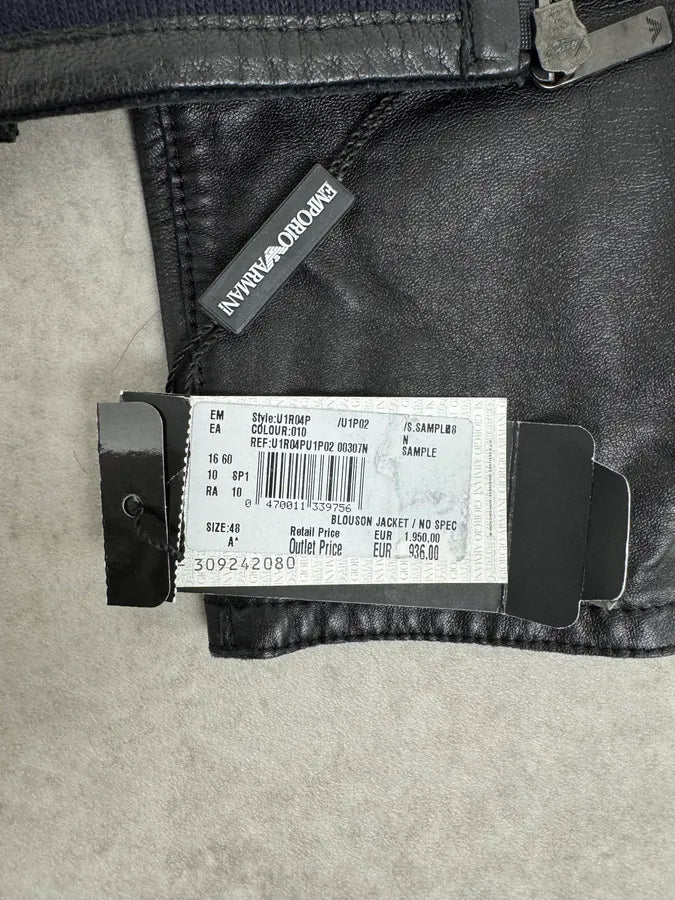 EMPORIO ARMANI
EM Style:U1R04P /U1P02 /S.SAMPLE
EA COLOUR:010 N
REF:U1R04PU1P02 00307N SAMPLE
16 60
10 SP1
RA 10
0 470011 339756
BLOUSON JACKET / NO SPEC
SIZE:48 Retail Price EUR 1.950,00
A* Outlet Price EUR 936,00
309242080